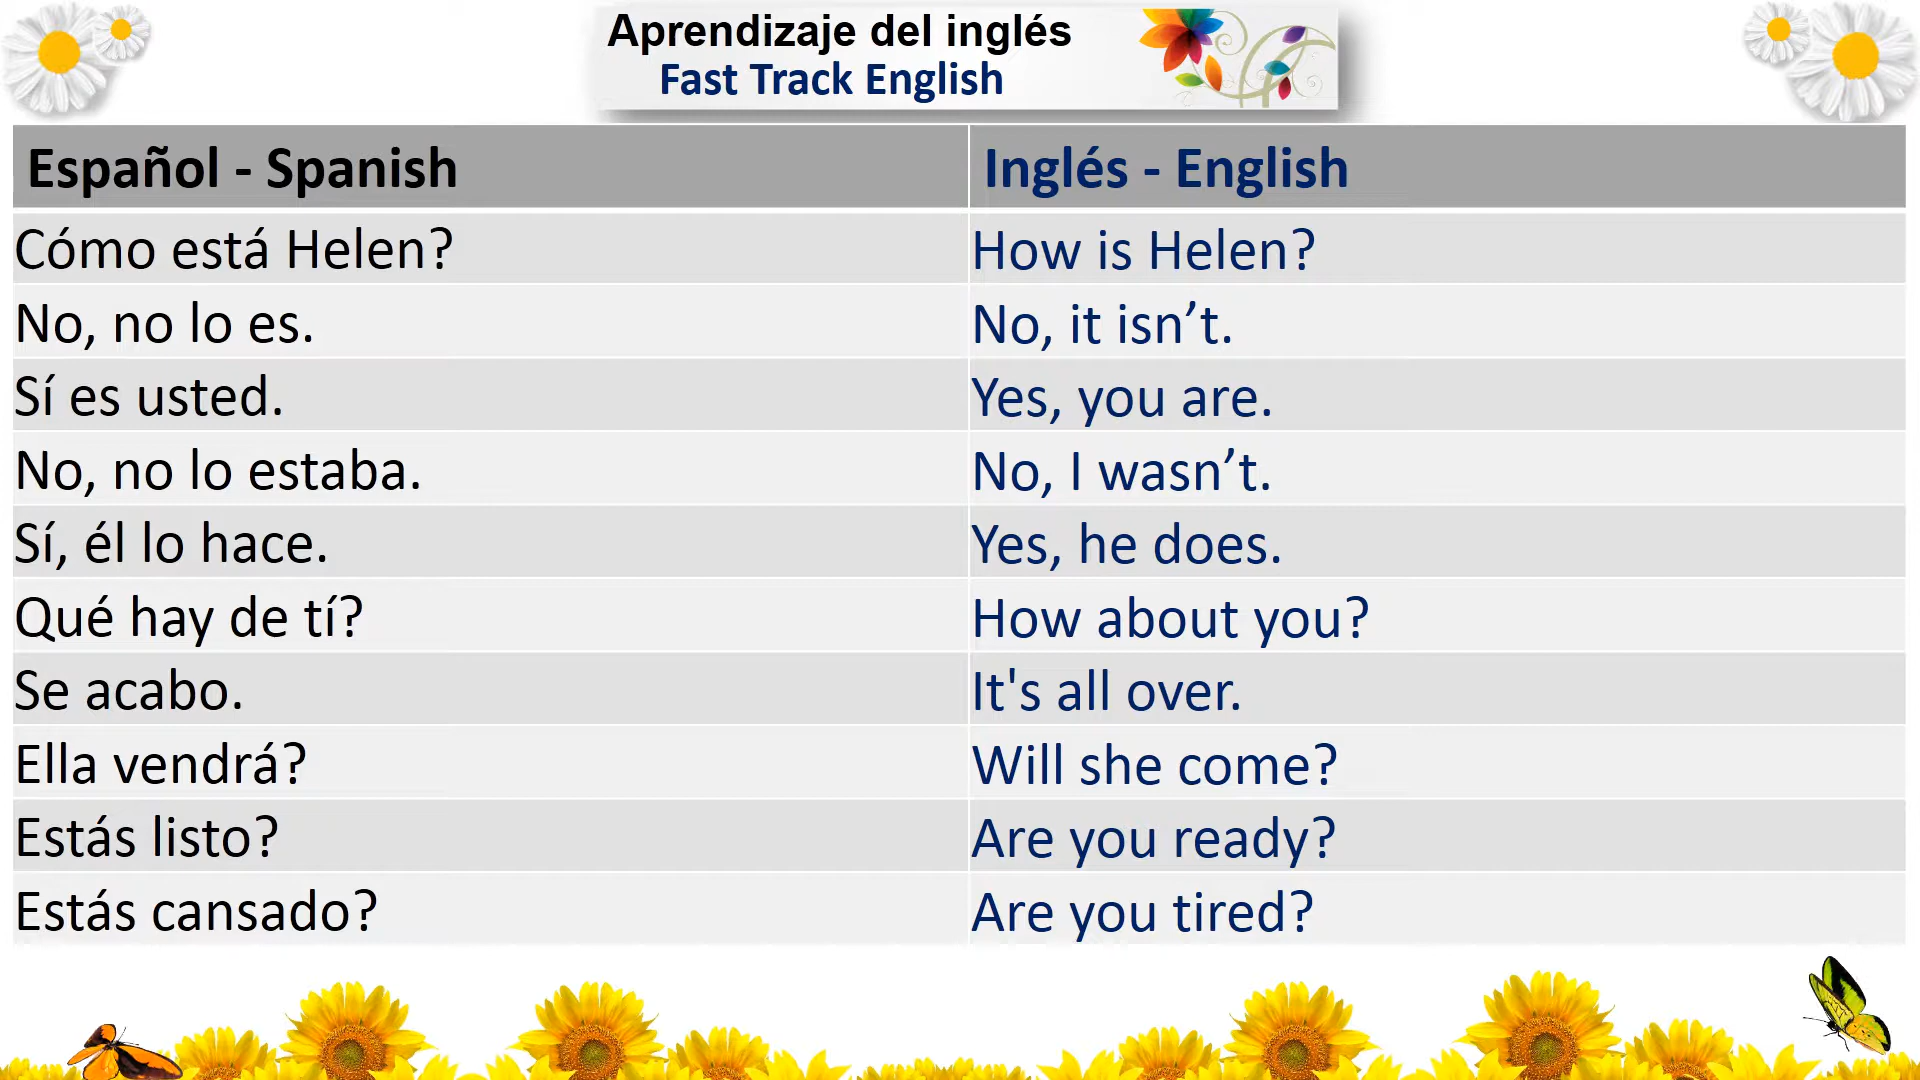 Aprendizaje del inglés
Fast Track English
Español - Spanish
Inglés - English
Cómo está Helen?
How is Helen?
No, no lo es.
No, it isn’t.
Sí es usted.
Yes, you are.
No, no lo estaba.
No, I wasn’t.
Sí, él lo hace.
Yes, he does.
Qué hay de tí?
How about you?
Se acabo.
It's all over.
Ella vendrá?
Will she come?
Estás listo?
Are you ready?
Estás cansado?
Are you tired?